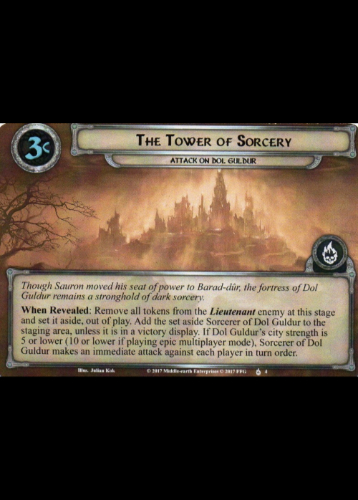 3C
THE TOWER OF SORCERY
ATTACK ON DOL GULDUR
Though Sauron moved his seat of power to Barad-dûr, the fortress of Dol
Guldur remains a stronghold of dark sorcery.
When Revealed: Remove all tokens from the Lieutenant enemy at this stage
and set it aside, out of play. Add the set aside Sorcerer of Dol Guldur to the
staging area, unless it is in a victory display. If Dol Guldur's city strength is
5 or lower (10 or lower if playing epic multiplayer mode), Sorcerer of Dol
Guldur makes an immediate attack against each player in turn order.
Illus. Julian Kok
© 2017 Middle-earth Enterprises © 2017 FFG